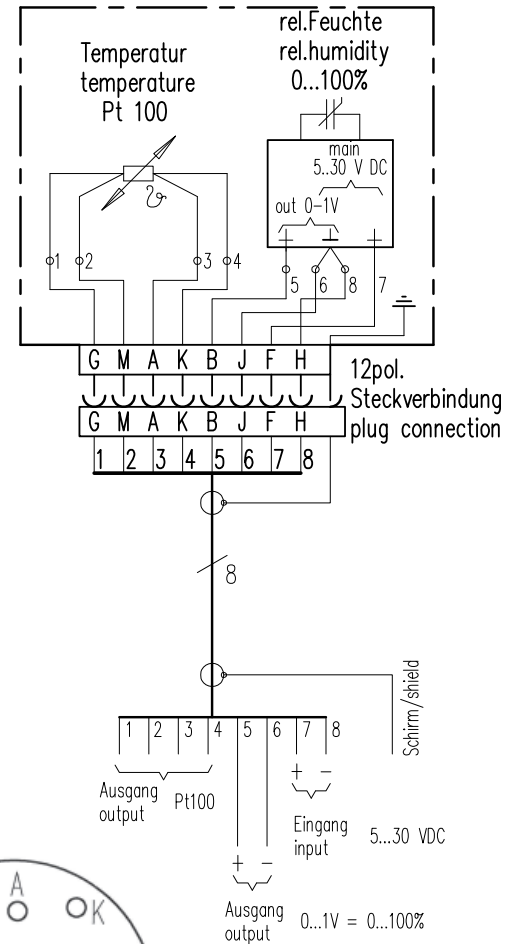 Temperatur
temperature
Pt 100
rel.Feuchte
rel.humidity
0...100%
main
5..30 V DC
out 0-1V
1 2 3 4
5 6 8 7
G M A K B J F H
12pol.
Steckverbindung
plug connection
G M A K B J F H
1 2 3 4 5 6 7 8
8
Schirm/shield
1 2 3 4 5 6 7 8
+ −
Ausgang
output
Pt100
Eingang
input
5...30 VDC
+ −
Ausgang
output
0...1V = 0...100%
A
K